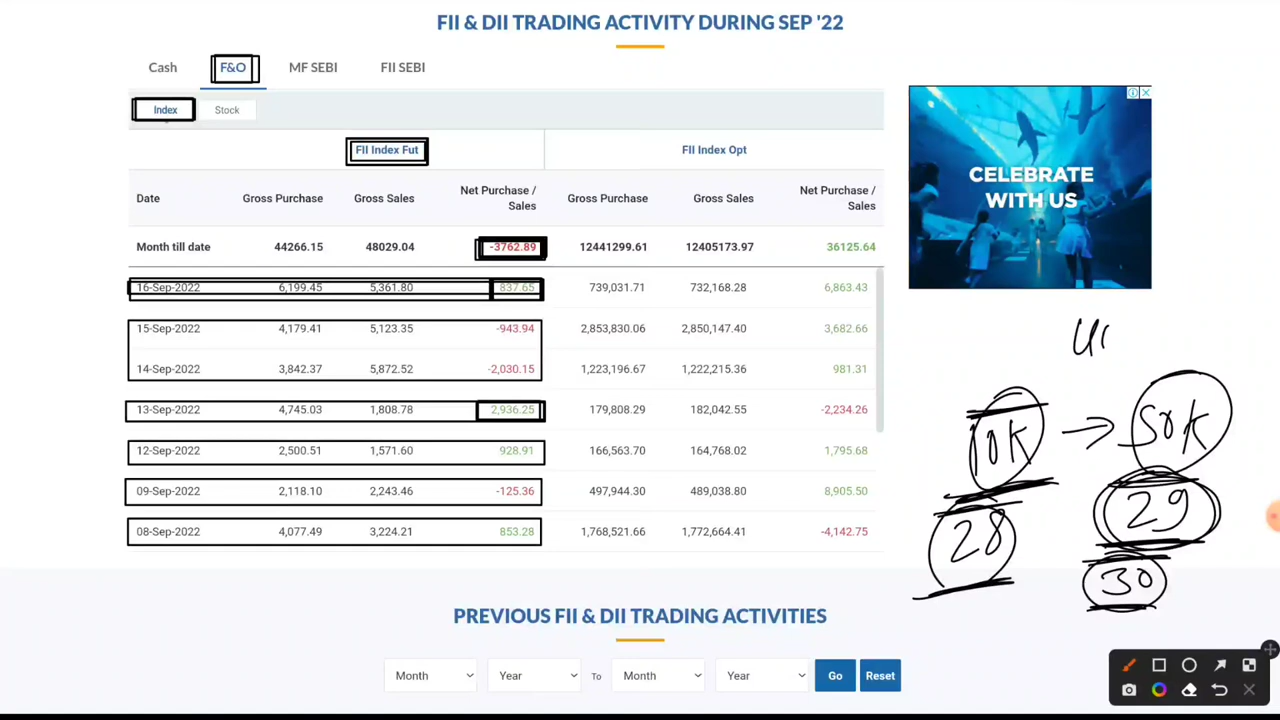 FII & DII TRADING ACTIVITY DURING SEP '22
Cash F&O MF SEBI FII SEBI
Index Stock
FII Index Fut FII Index Opt
Date Gross Purchase Gross Sales Net Purchase / Sales Gross Purchase Gross Sales Net Purchase / Sales
Month till date 44266.15 48029.04 -3762.89 12441299.61 12405173.97 36125.64
16-Sep-2022 6,199.45 5,361.80 837.65 739,031.71 732,168.28 6,863.43
15-Sep-2022 4,179.41 5,123.35 -943.94 2,853,830.06 2,850,147.40 3,682.66
14-Sep-2022 3,842.37 5,872.52 -2,030.15 1,223,196.67 1,222,215.36 981.31
13-Sep-2022 4,745.03 1,808.78 2,936.25 179,808.29 182,042.55 -2,234.26
12-Sep-2022 2,500.51 1,571.60 928.91 166,563.70 164,768.02 1,795.68
09-Sep-2022 2,118.10 2,243.46 -125.36 497,944.30 489,038.80 8,905.50
08-Sep-2022 4,077.49 3,224.21 853.28 1,768,521.66 1,772,664.41 -4,142.75
CELEBRATE
WITH US
10K → 50K
28 29
30
PREVIOUS FII & DII TRADING ACTIVITIES
Month Year To Month Year Go Reset